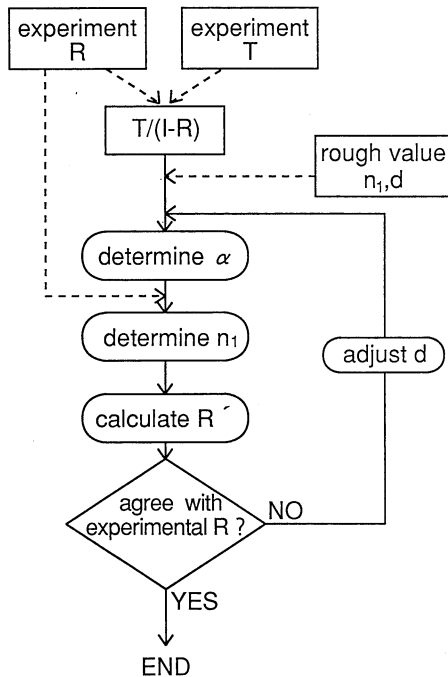 experiment
R
experiment
T
T/(I-R)
rough value
n₁,d
determine α
determine n₁
adjust d
calculate R ´
agree with
experimental R ?
NO
YES
END